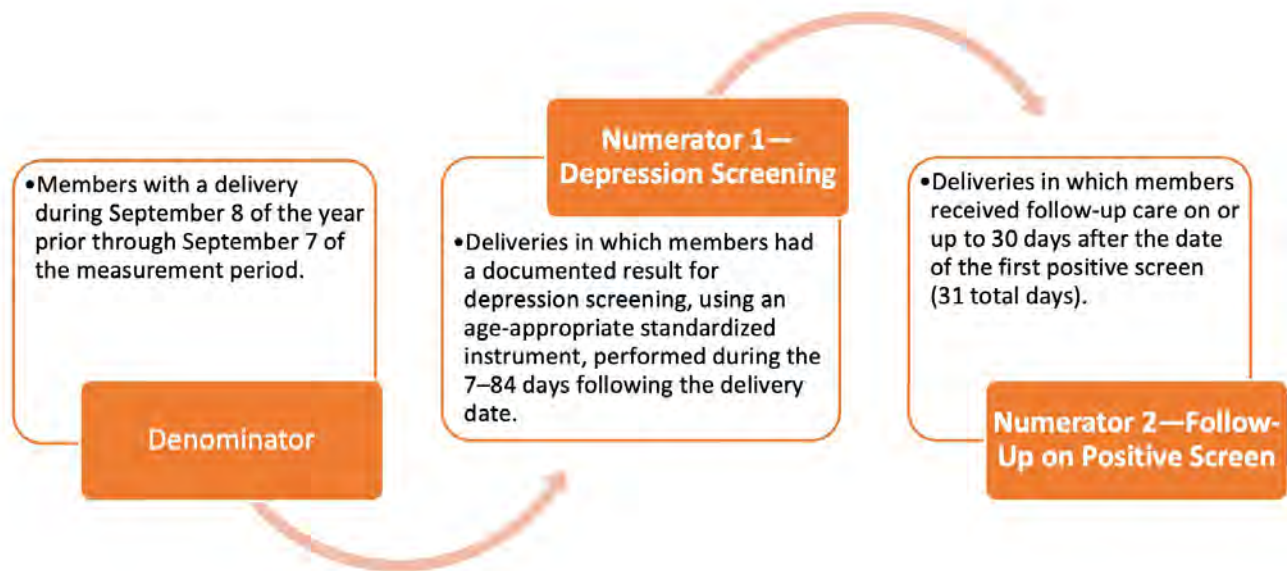 •Members with a delivery
during September 8 of the year
prior through September 7 of
the measurement period.
Denominator
Numerator 1—
Depression Screening
•Deliveries in which members had
a documented result for
depression screening, using an
age-appropriate standardized
instrument, performed during the
7–84 days following the delivery
date.
•Deliveries in which members
received follow-up care on or
up to 30 days after the date
of the first positive screen
(31 total days).
Numerator 2—Follow-
Up on Positive Screen